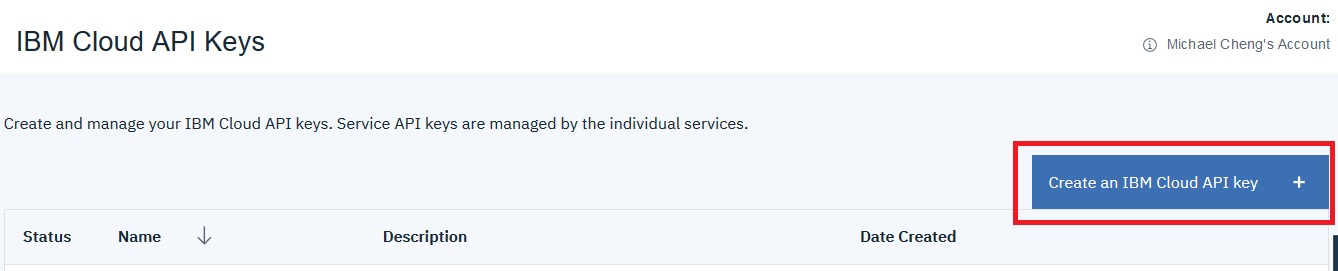 IBM Cloud API Keys
Account:
Michael Cheng's Account
Create and manage your IBM Cloud API keys. Service API keys are managed by the individual services.
Create an IBM Cloud API key +
Status Name ↓ Description Date Created